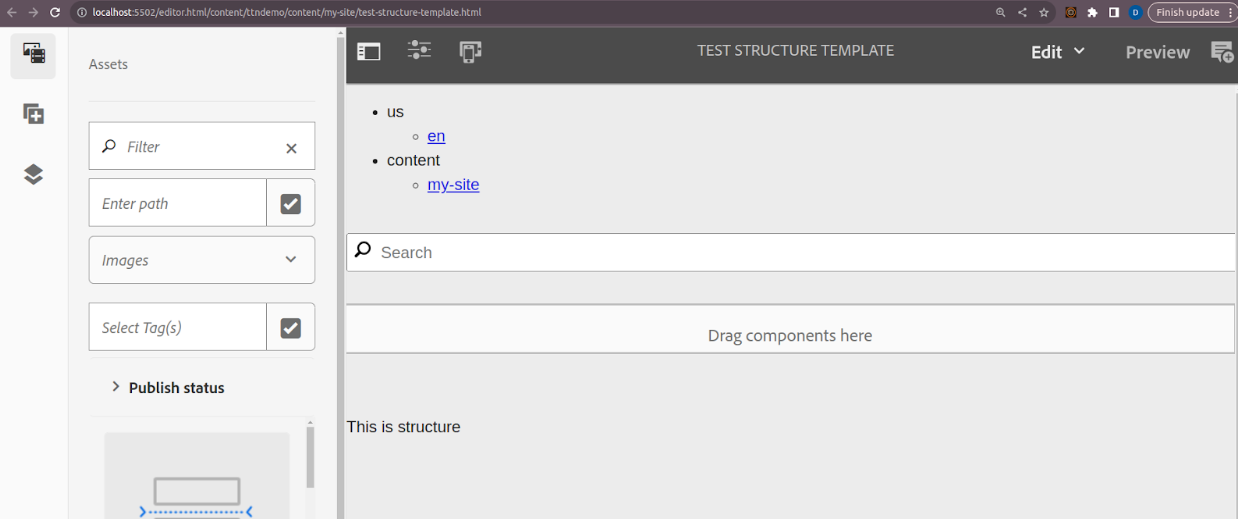 localhost:5502/editor.html/content/ttndemo/content/my-site/test-structure-template.html
D
Finish update
Assets
TEST STRUCTURE TEMPLATE
Edit
Preview
Filter
Enter path
Images
Select Tag(s)
Publish status
us
en
content
my-site
Search
Drag components here
This is structure